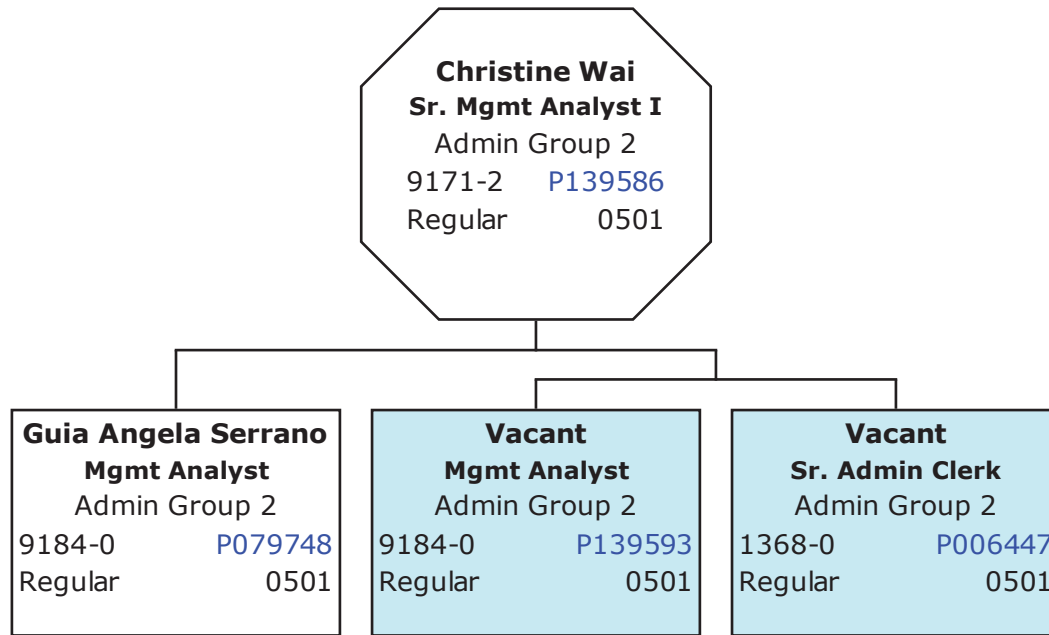 Christine Wai
Sr. Mgmt Analyst I
Admin Group 2
9171-2 P139586
Regular 0501
Guia Angela Serrano
Mgmt Analyst
Admin Group 2
9184-0 P079748
Regular 0501
Vacant
Mgmt Analyst
Admin Group 2
9184-0 P139593
Regular 0501
Vacant
Sr. Admin Clerk
Admin Group 2
1368-0 P006447
Regular 0501